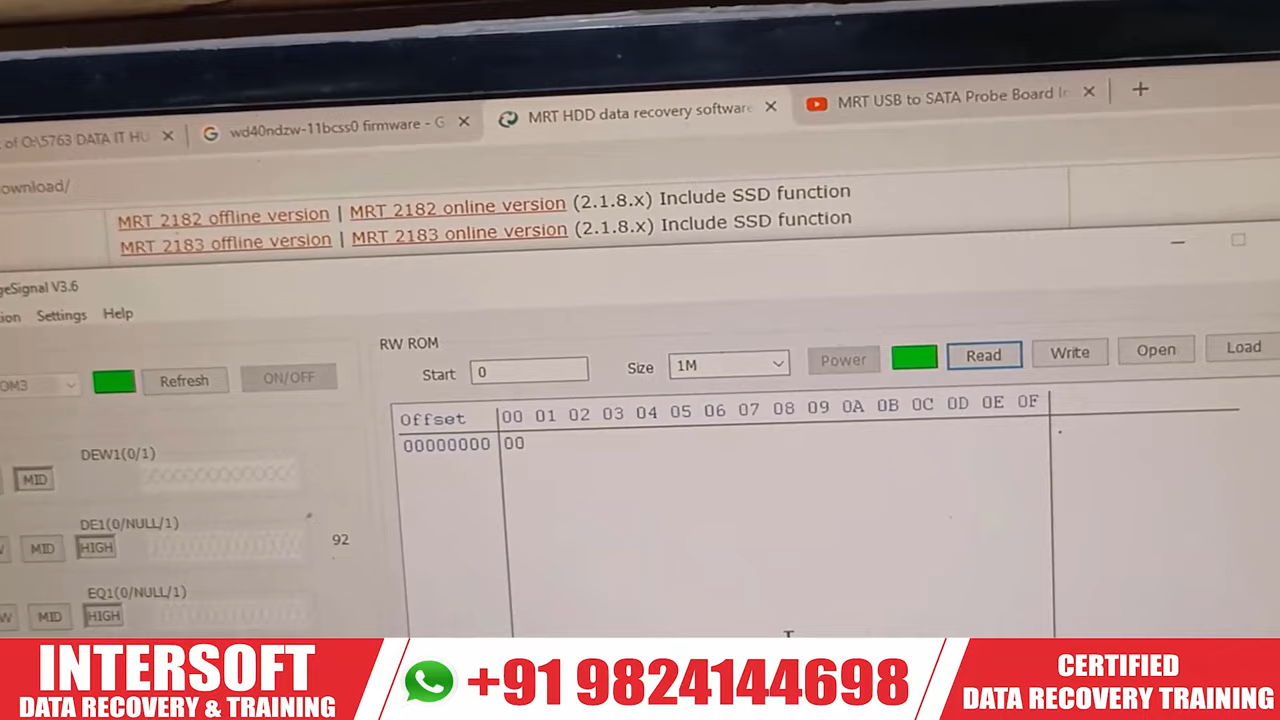 of O:\5763 DATA IT HU
wd40ndzw-11bcss0 firmware - G
MRT HDD data recovery software
MRT USB to SATA Probe Board In
ownload/
MRT 2182 offline version | MRT 2182 online version (2.1.8.x) Include SSD function
MRT 2183 offline version | MRT 2183 online version (2.1.8.x) Include SSD function
geSignal V3.6
ion Settings Help
OM3 Refresh ON/OFF
RW ROM
Start 0 Size 1M Power Read Write Open Load
Offset 00 01 02 03 04 05 06 07 08 09 0A 0B 0C 0D 0E 0F
00000000 00
DEW1(0/1)
MID
DE1(0/NULL/1)
W MID HIGH 92
EQ1(0/NULL/1)
W MID HIGH
INTERSOFT
DATA RECOVERY & TRAINING
+91 9824144698
CERTIFIED
DATA RECOVERY TRAINING